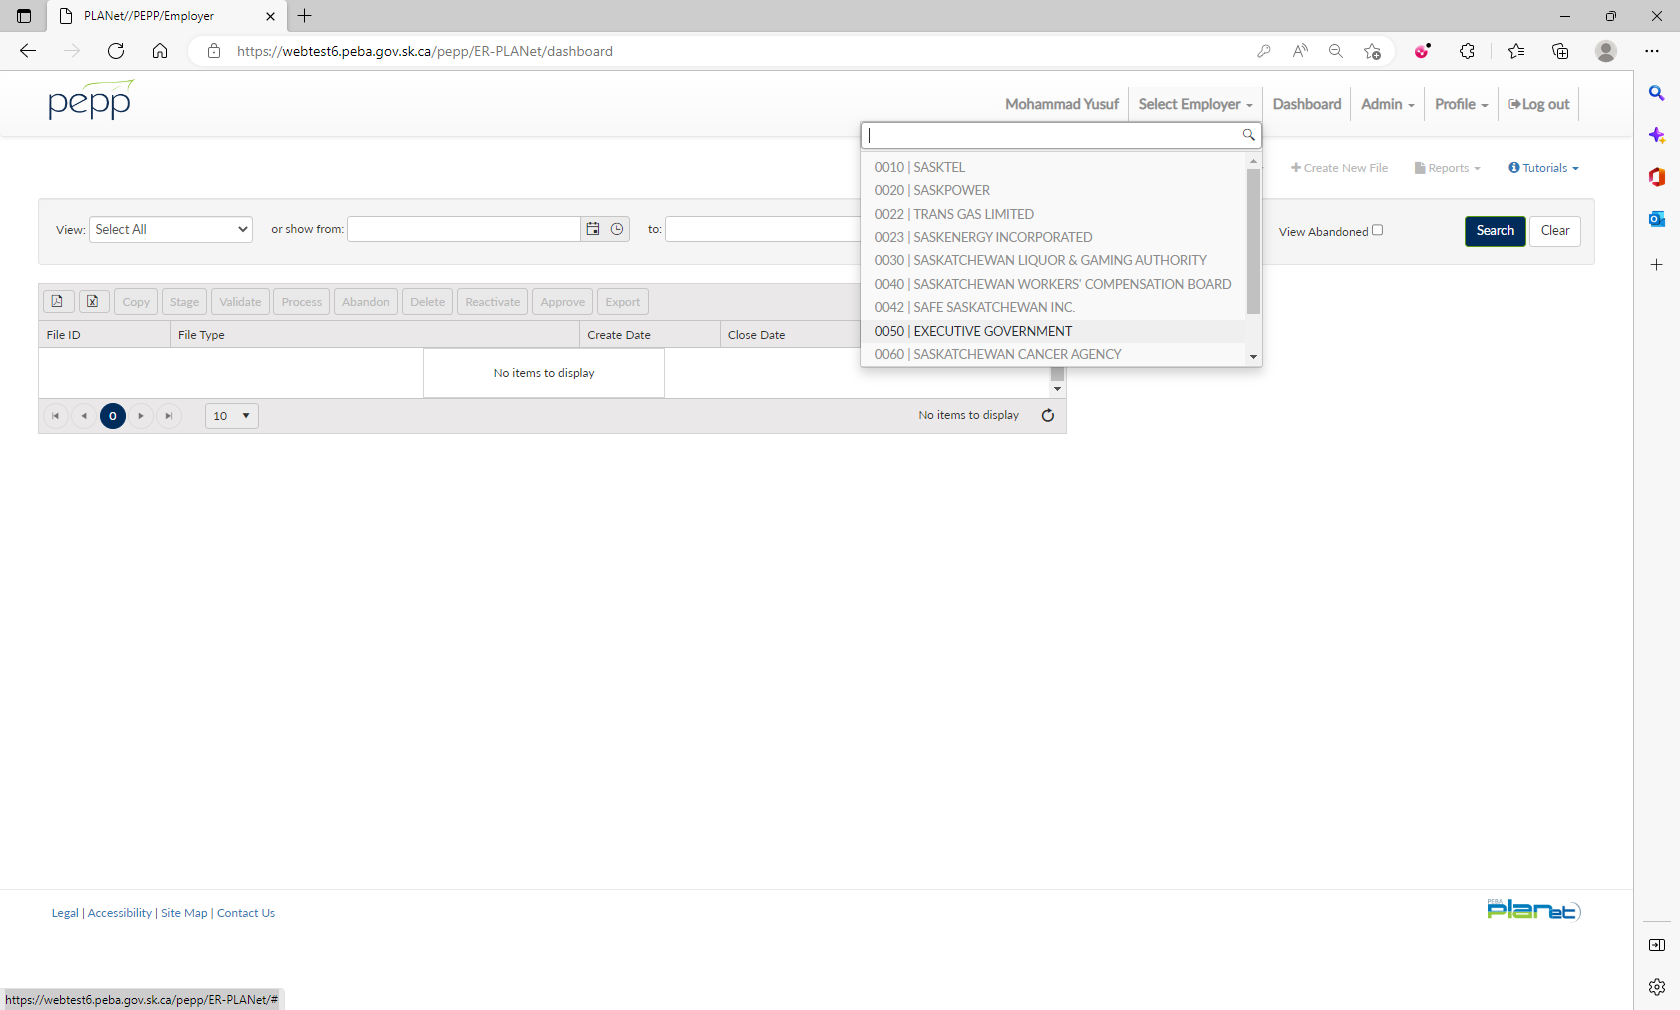 PLANet//PEPP/Employer
https://webtest6.peba.gov.sk.ca/pepp/ER-PLANet/dashboard
pepp
Mohammad Yusuf
Select Employer
Dashboard
Admin
Profile
Log out
0010 | SASKTEL
0020 | SASKPOWER
0022 | TRANS GAS LIMITED
0023 | SASKENERGY INCORPORATED
0030 | SASKATCHEWAN LIQUOR & GAMING AUTHORITY
0040 | SASKATCHEWAN WORKERS' COMPENSATION BOARD
0042 | SAFE SASKATCHEWAN INC.
0050 | EXECUTIVE GOVERNMENT
0060 | SASKATCHEWAN CANCER AGENCY
Create New File
Reports
Tutorials
View: Select All
or show from:
to:
View Abandoned
Search
Clear
Copy
Stage
Validate
Process
Abandon
Delete
Reactivate
Approve
Export
File ID
File Type
Create Date
Close Date
No items to display
0
10
No items to display
Legal | Accessibility | Site Map | Contact Us
PEBA
planet
https://webtest6.peba.gov.sk.ca/pepp/ER-PLANet/#